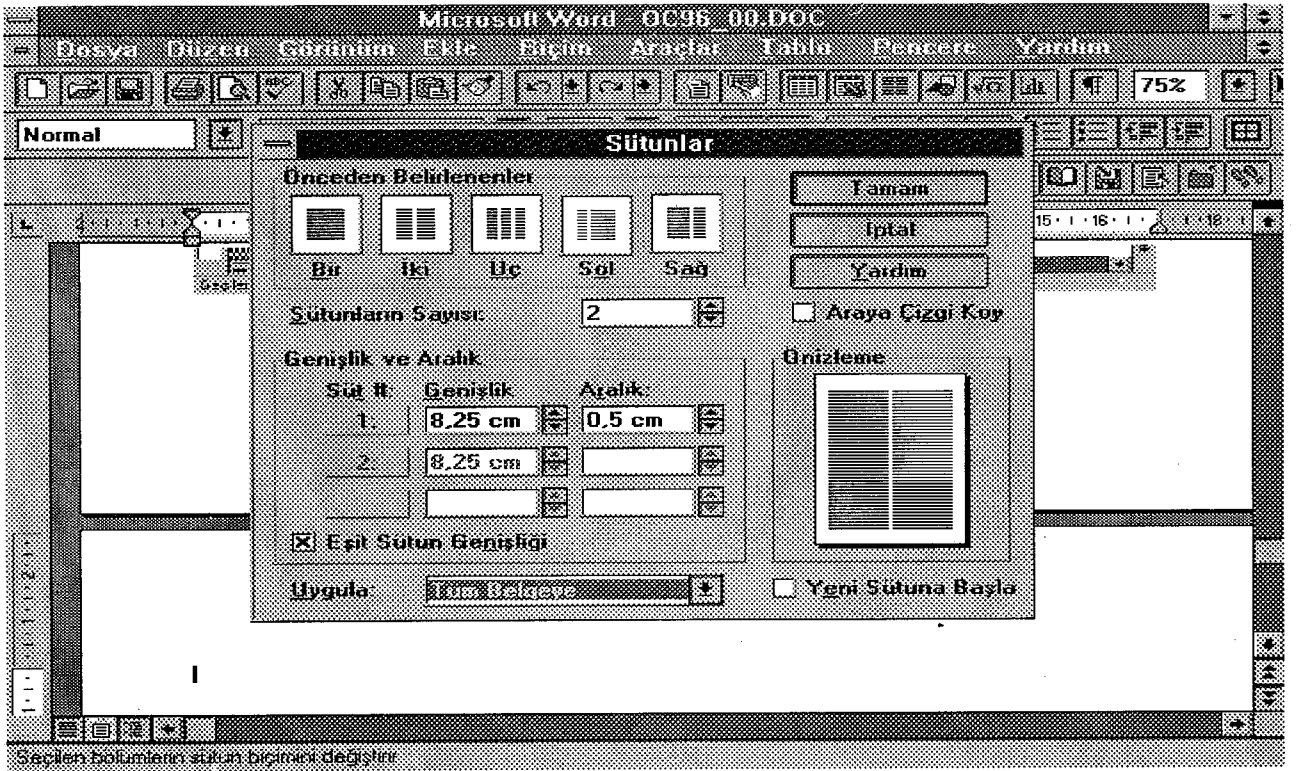 Microsoft Word - OC96_00.DOC
Dosya Düzen Görünüm Ekle Biçim Araçlar Tablo Pencere Yardım
75%
Normal
Sütunlar
Önceden Belirlenenler
Bir İki Üç Sol Sağ
Tamam
İptal
Yardım
15 16 18
Sütunların Sayısı: 2
Araya Çizgi Koy
Genişlik ve Aralık
Önizleme
Süt #: Genişlik Aralık:
1: 8,25 cm 0,5 cm
2: 8,25 cm
Eşit Sütun Genişliği
Uygula: Tüm Belgeye
Yeni Sütuna Başla
Seçilen bölümlerin sütun biçimini değiştirir